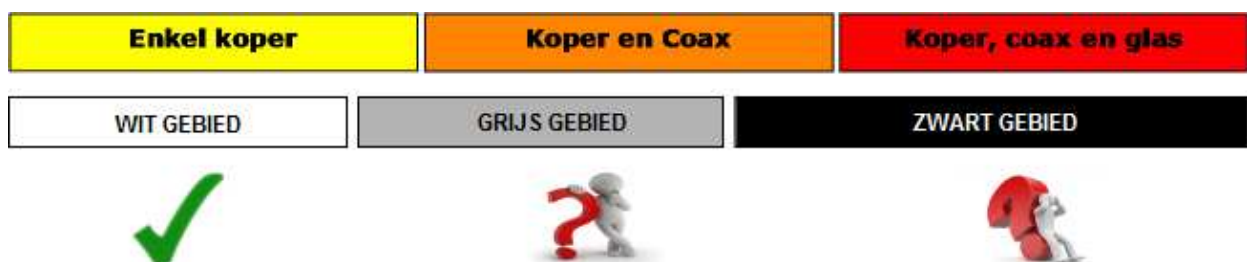 Enkel koper
Koper en Coax
Koper, coax en glas
WIT GEBIED
GRIJS GEBIED
ZWART GEBIED